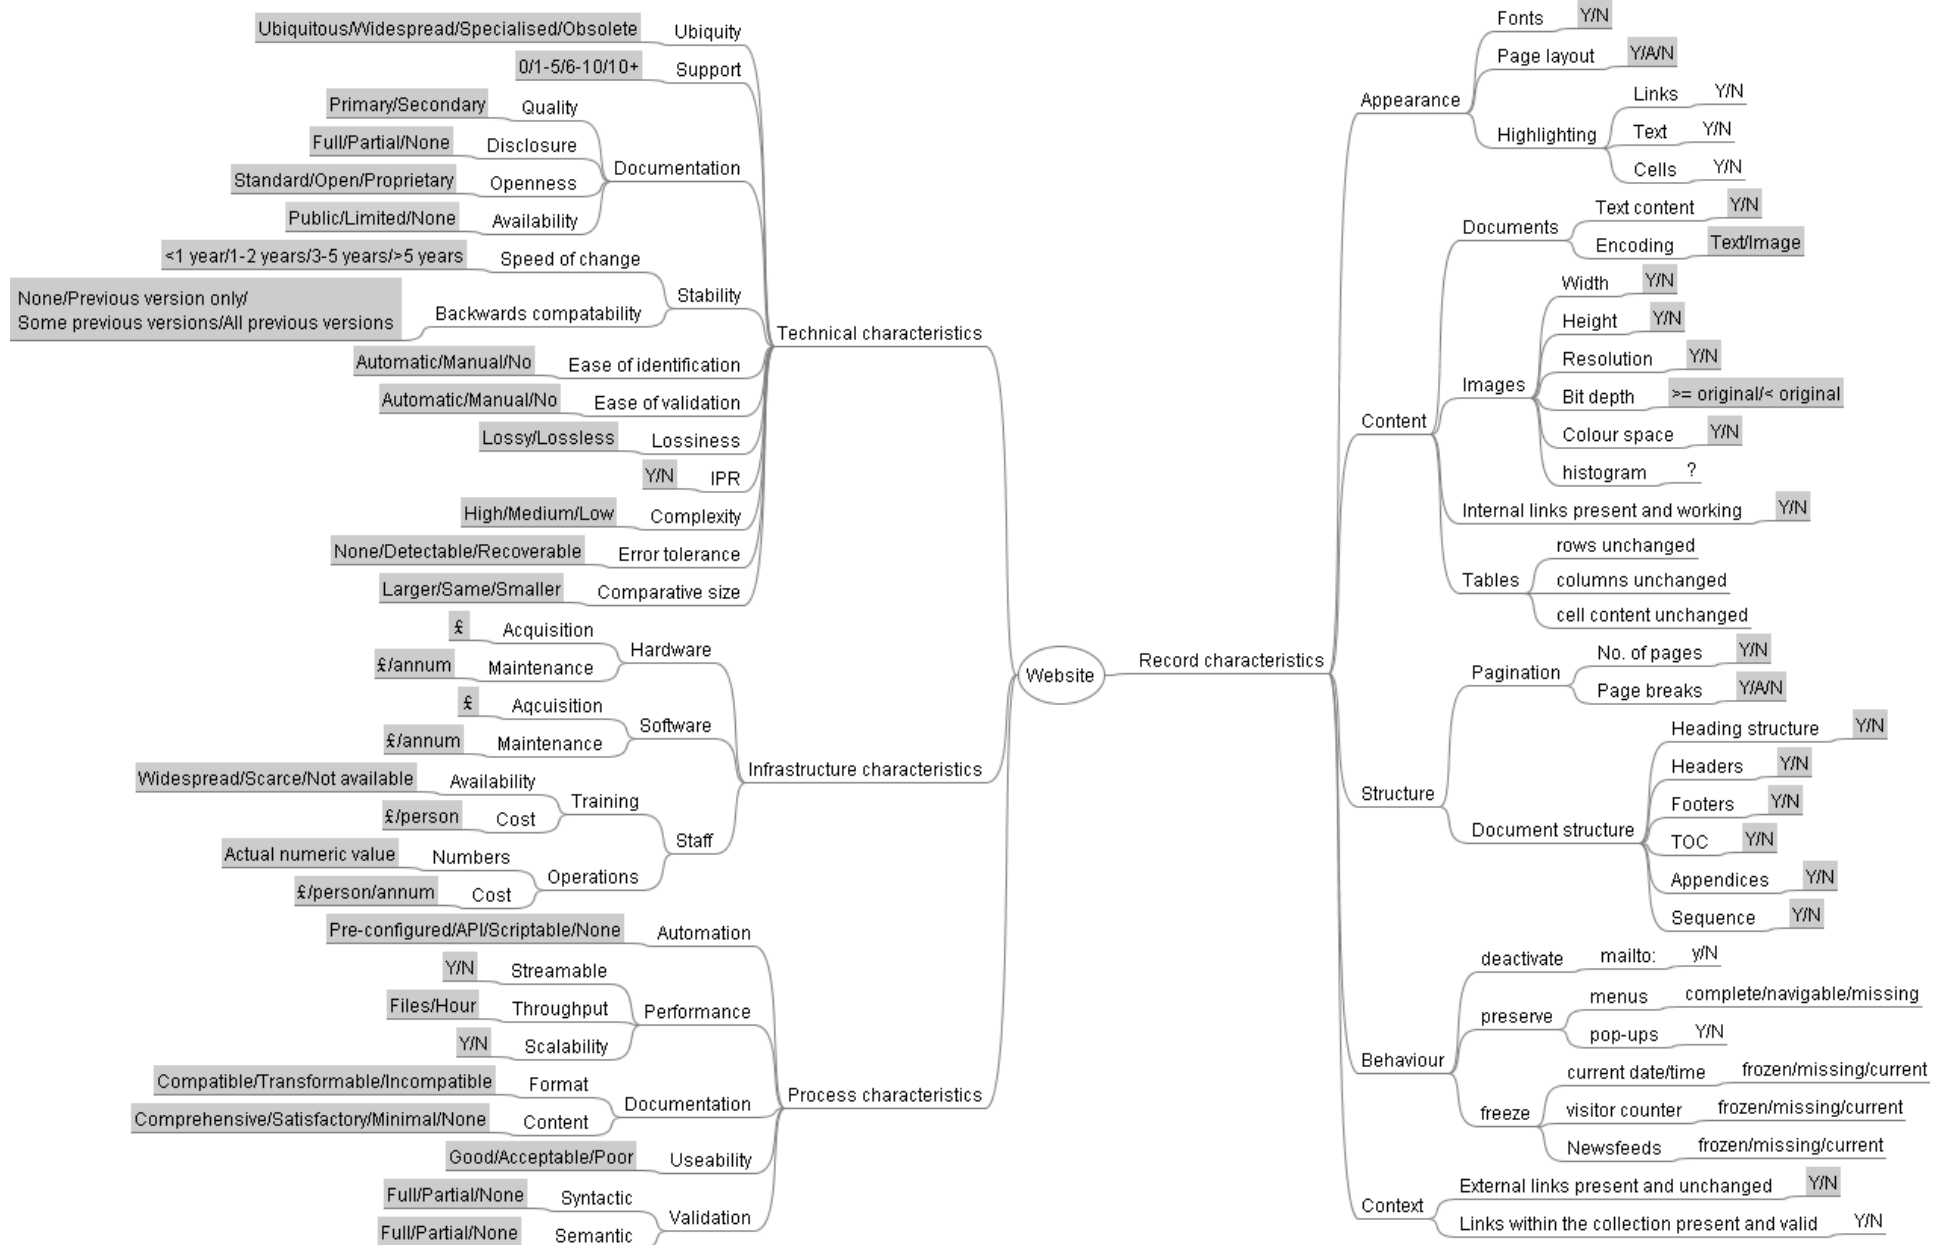 Ubiquitous/Widespread/Specialised/Obsolete Ubiquity
0/1-5/6-10/10+ Support
Primary/Secondary Quality
Full/Partial/None Disclosure
Documentation
Standard/Open/Proprietary Openness
Public/Limited/None Availability
<1 year/1-2 years/3-5 years/>5 years Speed of change
Stability
None/Previous version only/
Some previous versions/All previous versions
Backwards compatability
Technical characteristics
Automatic/Manual/No Ease of identification
Automatic/Manual/No Ease of validation
Lossy/Lossless Lossiness
Y/N IPR
High/Medium/Low Complexity
None/Detectable/Recoverable Error tolerance
Larger/Same/Smaller Comparative size
£ Acquisition
Hardware
£/annum Maintenance
£ Aqcuisition
Software
£/annum Maintenance
Infrastructure characteristics
Widespread/Scarce/Not available Availability
Training
£/person Cost
Staff
Actual numeric value Numbers
Operations
£/person/annum Cost
Pre-configured/API/Scriptable/None Automation
Y/N Streamable
Files/Hour Throughput
Performance
Y/N Scalability
Compatible/Transformable/Incompatible Format
Documentation
Process characteristics
Comprehensive/Satisfactory/Minimal/None Content
Good/Acceptable/Poor Useability
Full/Partial/None Syntactic
Validation
Full/Partial/None Semantic
Website
Record characteristics
Fonts Y/N
Page layout Y/A/N
Appearance
Links Y/N
Highlighting
Text Y/N
Cells Y/N
Text content Y/N
Documents
Encoding Text/Image
Width Y/N
Height Y/N
Resolution Y/N
Images
Bit depth >= original/< original
Content
Colour space Y/N
histogram ?
Internal links present and working Y/N
rows unchanged
Tables
columns unchanged
cell content unchanged
No. of pages Y/N
Pagination
Page breaks Y/A/N
Heading structure Y/N
Headers Y/N
Structure
Footers Y/N
Document structure
TOC Y/N
Appendices Y/N
Sequence Y/N
deactivate mailto: y/N
menus complete/navigable/missing
preserve
pop-ups Y/N
Behaviour
current date/time frozen/missing/current
freeze
visitor counter frozen/missing/current
Newsfeeds frozen/missing/current
External links present and unchanged Y/N
Context
Links within the collection present and valid Y/N